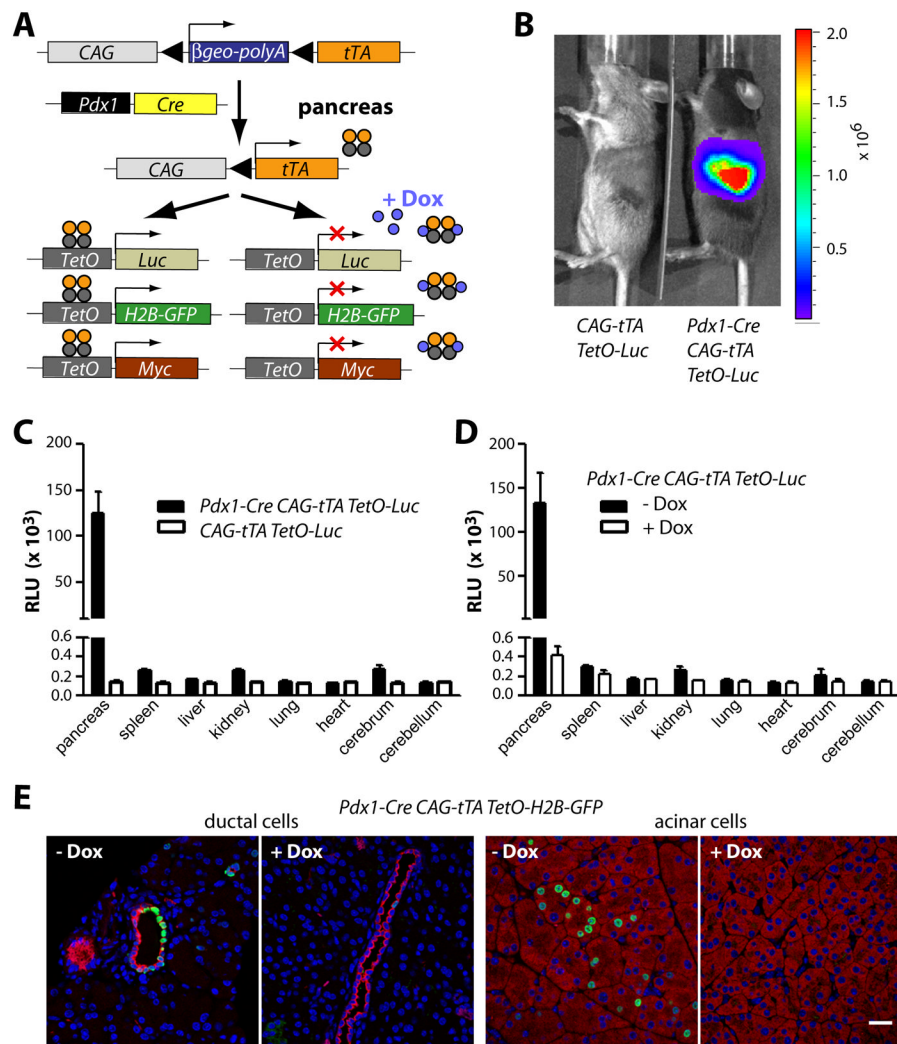 A
CAG
βgeo-polyA
tTA
Pdx1
Cre
pancreas
CAG
tTA
+ Dox
TetO
Luc
TetO
Luc
TetO
H2B-GFP
TetO
H2B-GFP
TetO
Myc
TetO
Myc
B
2.0
1.5
1.0
0.5
x 10⁶
CAG-tTA
TetO-Luc
Pdx1-Cre
CAG-tTA
TetO-Luc
C
RLU (x 10³)
200
150
100
50
0.6
0.4
0.2
0.0
Pdx1-Cre CAG-tTA TetO-Luc
CAG-tTA TetO-Luc
pancreas
spleen
liver
kidney
lung
heart
cerebrum
cerebellum
D
RLU (x 10³)
200
150
100
50
0.6
0.4
0.2
0.0
Pdx1-Cre CAG-tTA TetO-Luc
- Dox
+ Dox
pancreas
spleen
liver
kidney
lung
heart
cerebrum
cerebellum
E
Pdx1-Cre CAG-tTA TetO-H2B-GFP
ductal cells
acinar cells
- Dox
+ Dox
- Dox
+ Dox